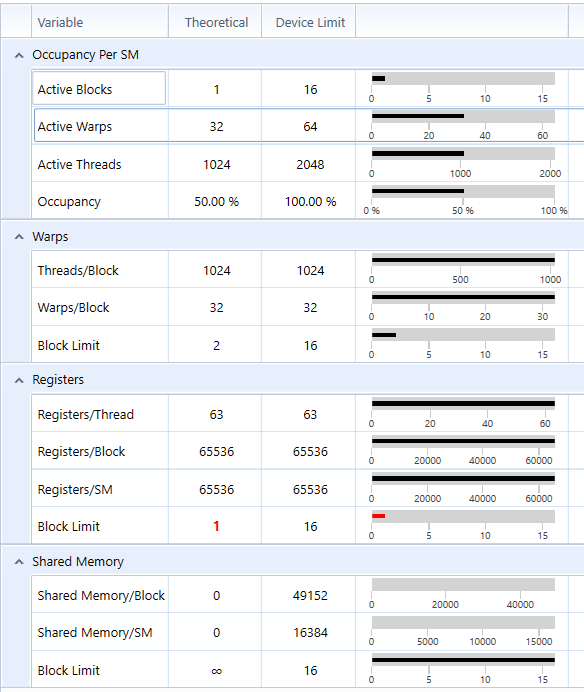 Variable Theoretical Device Limit
Occupancy Per SM
Active Blocks 1 16
0 5 10 15
Active Warps 32 64
0 20 40 60
Active Threads 1024 2048
0 1000 2000
Occupancy 50.00 % 100.00 %
0 % 50 % 100 %
Warps
Threads/Block 1024 1024
0 500 1000
Warps/Block 32 32
0 10 20 30
Block Limit 2 16
0 5 10 15
Registers
Registers/Thread 63 63
0 20 40 60
Registers/Block 65536 65536
0 20000 40000 60000
Registers/SM 65536 65536
0 20000 40000 60000
Block Limit 1 16
0 5 10 15
Shared Memory
Shared Memory/Block 0 49152
0 20000 40000
Shared Memory/SM 0 16384
0 5000 10000 15000
Block Limit ∞ 16
0 5 10 15